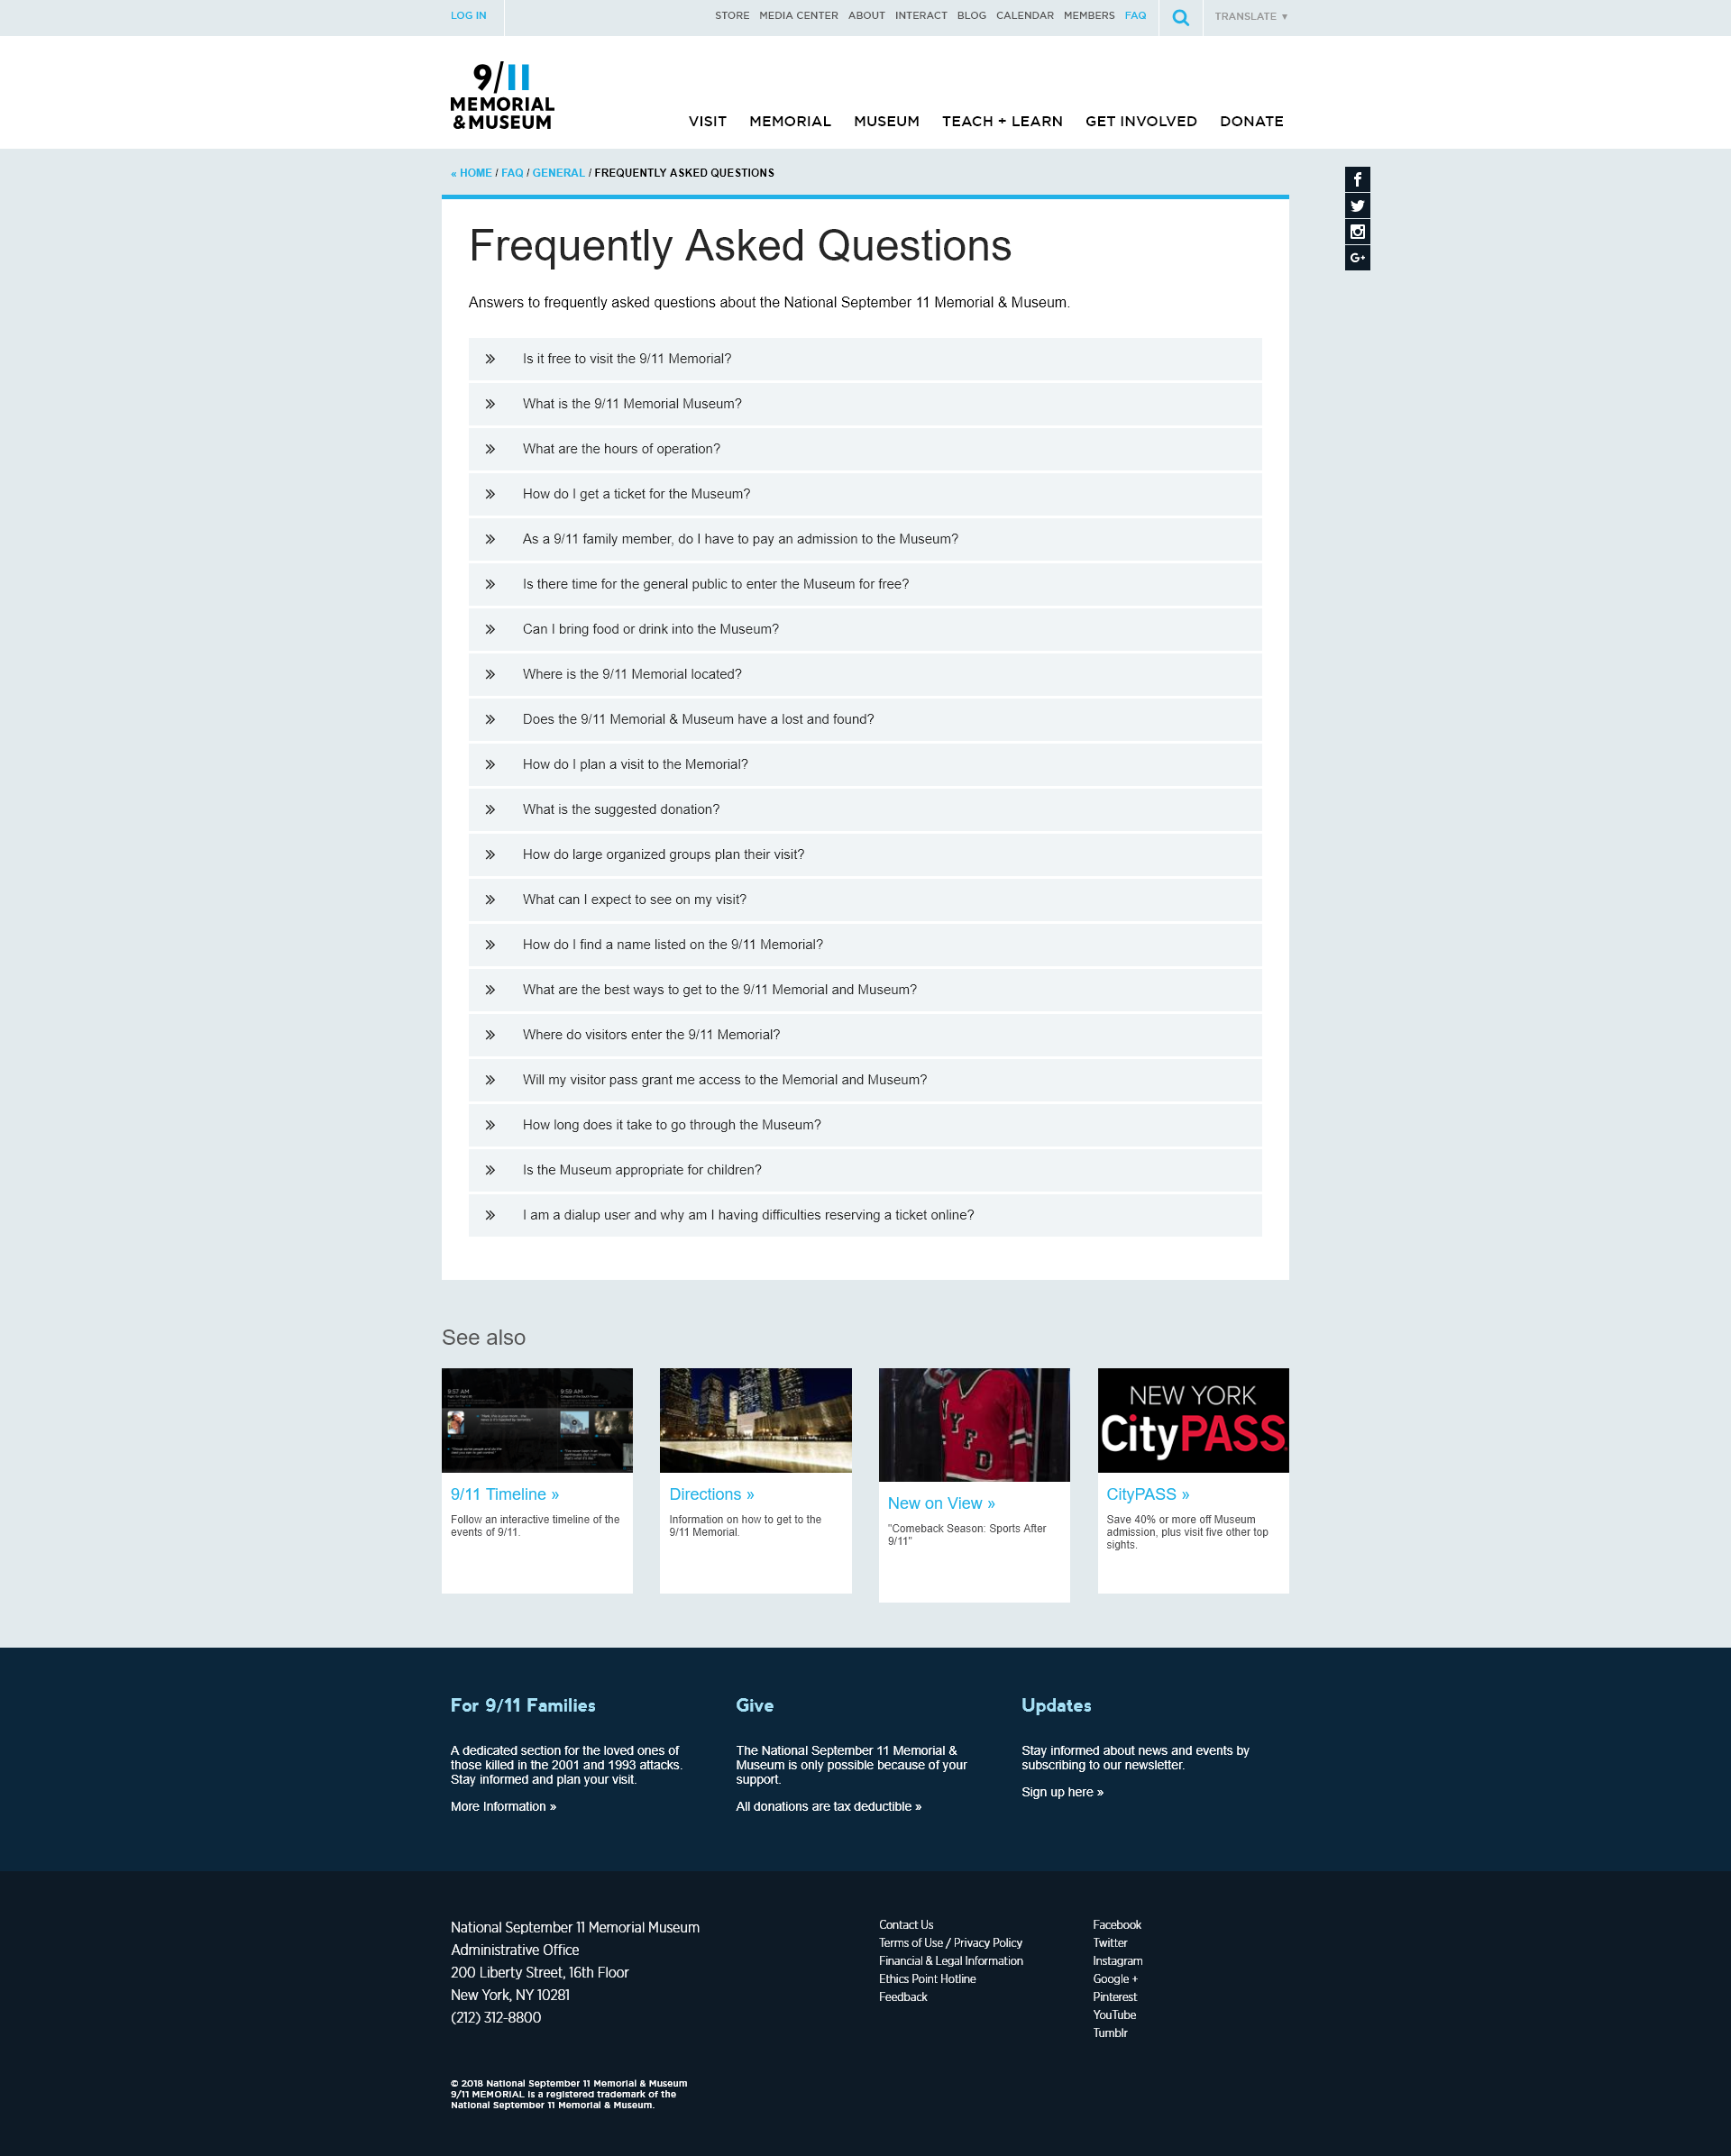 LOG IN
STORE MEDIA CENTER ABOUT INTERACT BLOG CALENDAR MEMBERS FAQ
TRANSLATE ▼
9/11
MEMORIAL
& MUSEUM
VISIT MEMORIAL MUSEUM TEACH + LEARN GET INVOLVED DONATE
« HOME / FAQ / GENERAL / FREQUENTLY ASKED QUESTIONS
Frequently Asked Questions
Answers to frequently asked questions about the National September 11 Memorial & Museum.
» Is it free to visit the 9/11 Memorial?
» What is the 9/11 Memorial Museum?
» What are the hours of operation?
» How do I get a ticket for the Museum?
» As a 9/11 family member, do I have to pay an admission to the Museum?
» Is there time for the general public to enter the Museum for free?
» Can I bring food or drink into the Museum?
» Where is the 9/11 Memorial located?
» Does the 9/11 Memorial & Museum have a lost and found?
» How do I plan a visit to the Memorial?
» What is the suggested donation?
» How do large organized groups plan their visit?
» What can I expect to see on my visit?
» How do I find a name listed on the 9/11 Memorial?
» What are the best ways to get to the 9/11 Memorial and Museum?
» Where do visitors enter the 9/11 Memorial?
» Will my visitor pass grant me access to the Memorial and Museum?
» How long does it take to go through the Museum?
» Is the Museum appropriate for children?
» I am a dialup user and why am I having difficulties reserving a ticket online?
See also
9:57 AM
9:59 AM
9/11 Timeline »
Follow an interactive timeline of the
events of 9/11.
Directions »
Information on how to get to the
9/11 Memorial.
NYFD
New on View »
"Comeback Season: Sports After
9/11"
NEW YORK
CityPASS
CityPASS »
Save 40% or more off Museum
admission, plus visit five other top
sights.
For 9/11 Families
A dedicated section for the loved ones of
those killed in the 2001 and 1993 attacks.
Stay informed and plan your visit.
More Information »
Give
The National September 11 Memorial &
Museum is only possible because of your
support.
All donations are tax deductible »
Updates
Stay informed about news and events by
subscribing to our newsletter.
Sign up here »
National September 11 Memorial Museum
Administrative Office
200 Liberty Street, 16th Floor
New York, NY 10281
(212) 312-8800
Contact Us
Terms of Use / Privacy Policy
Financial & Legal Information
Ethics Point Hotline
Feedback
Facebook
Twitter
Instagram
Google +
Pinterest
YouTube
Tumblr
© 2018 National September 11 Memorial & Museum
9/11 MEMORIAL is a registered trademark of the
National September 11 Memorial & Museum.